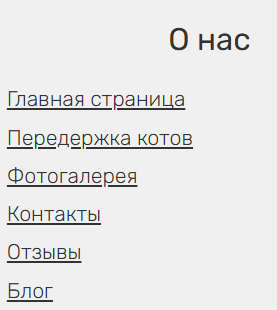 О нас
Главная страница
Передержка котов
Фотогалерея
Контакты
Отзывы
Блог